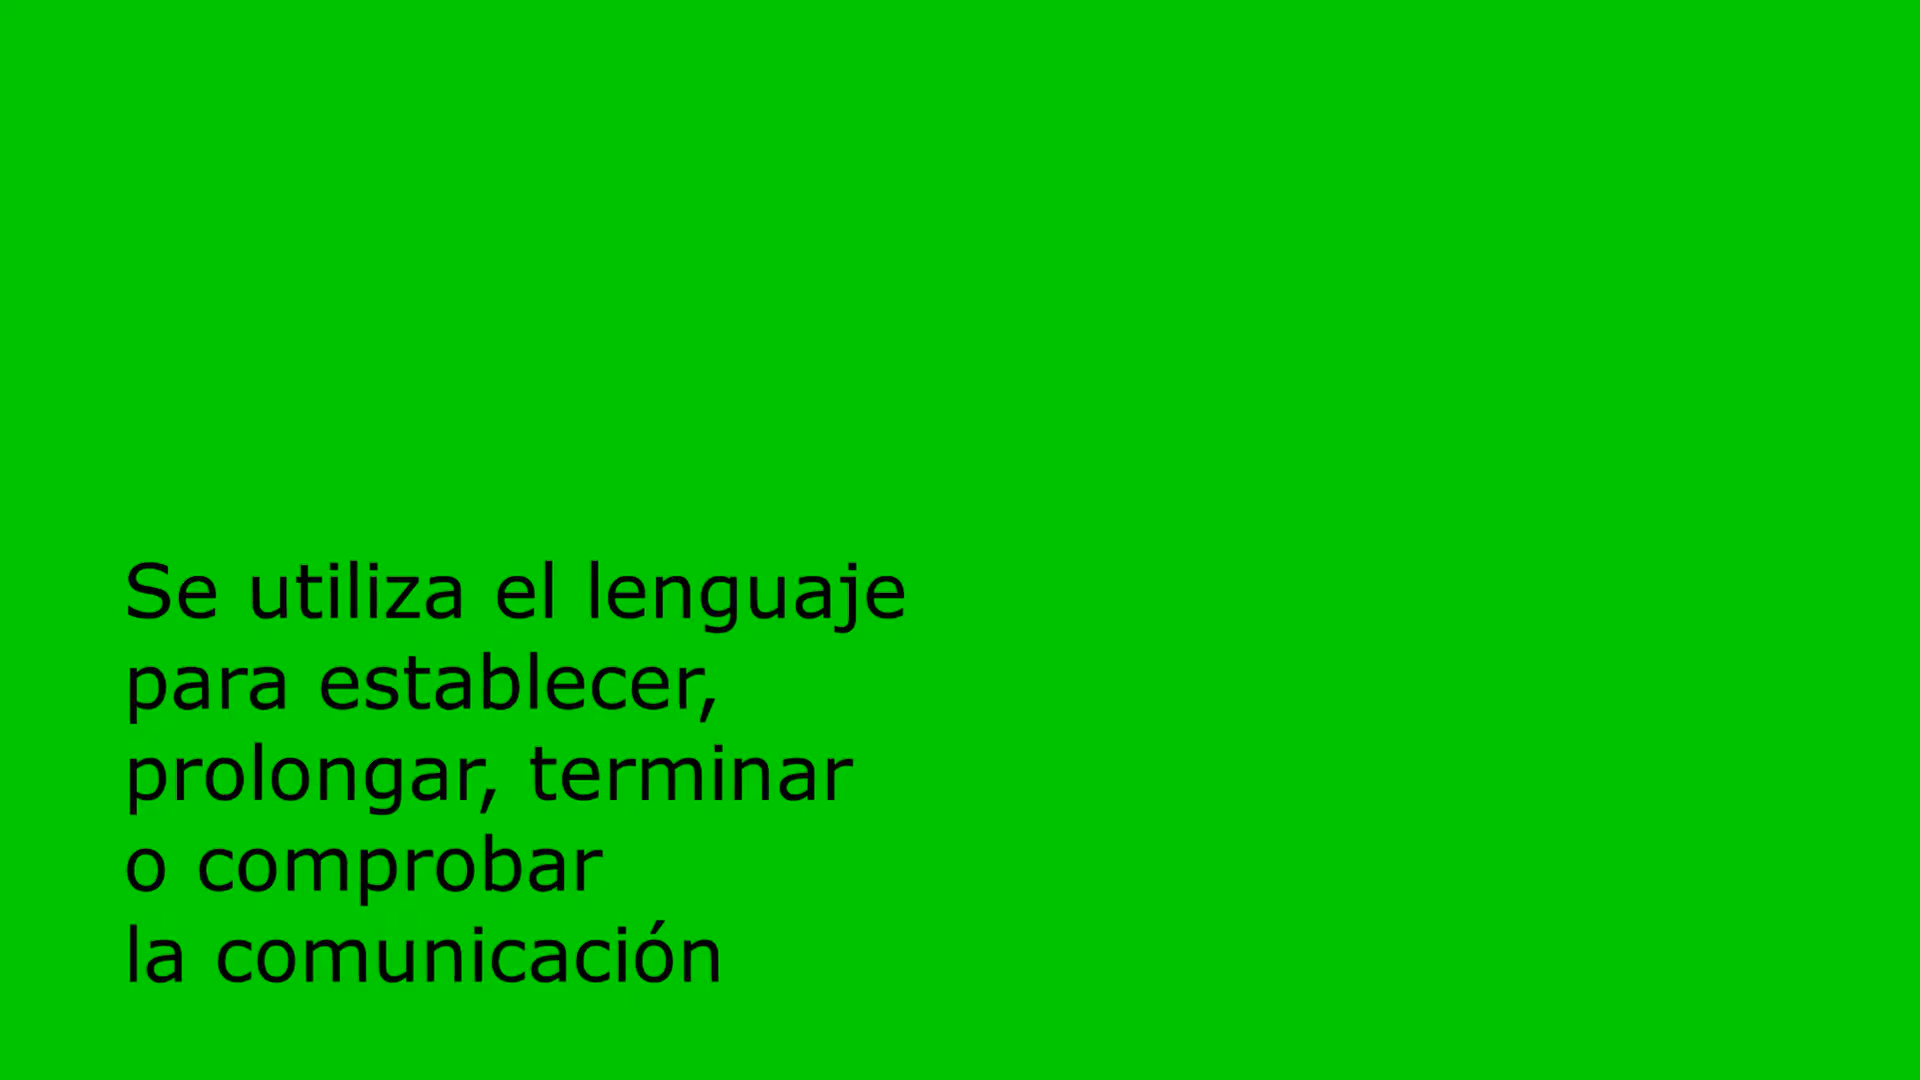 Se utiliza el lenguaje
para establecer,
prolongar, terminar
o comprobar
la comunicación